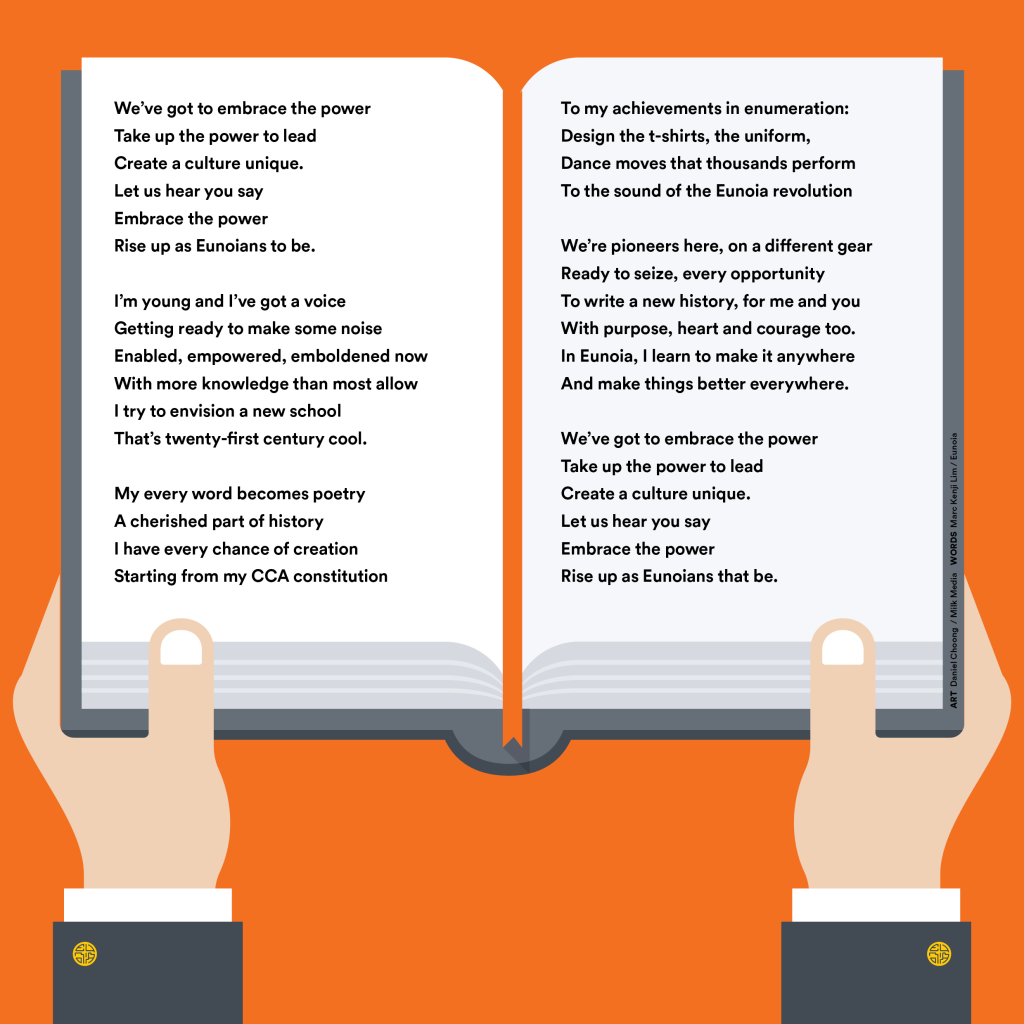 We've got to embrace the power
Take up the power to lead
Create a culture unique.
Let us hear you say
Embrace the power
Rise up as Eunoians to be.
I'm young and I've got a voice
Getting ready to make some noise
Enabled, empowered, emboldened now
With more knowledge than most allow
I try to envision a new school
That's twenty-first century cool.
My every word becomes poetry
A cherished part of history
I have every chance of creation
Starting from my CCA constitution
To my achievements in enumeration:
Design the t-shirts, the uniform,
Dance moves that thousands perform
To the sound of the Eunoia revolution
We're pioneers here, on a different gear
Ready to seize, every opportunity
To write a new history, for me and you
With purpose, heart and courage too.
In Eunoia, I learn to make it anywhere
And make things better everywhere.
We've got to embrace the power
Take up the power to lead
Create a culture unique.
Let us hear you say
Embrace the power
Rise up as Eunoians that be.
ART Daniel Choong / Milk Media WORDS Marc Kenji Lim / Eunoia